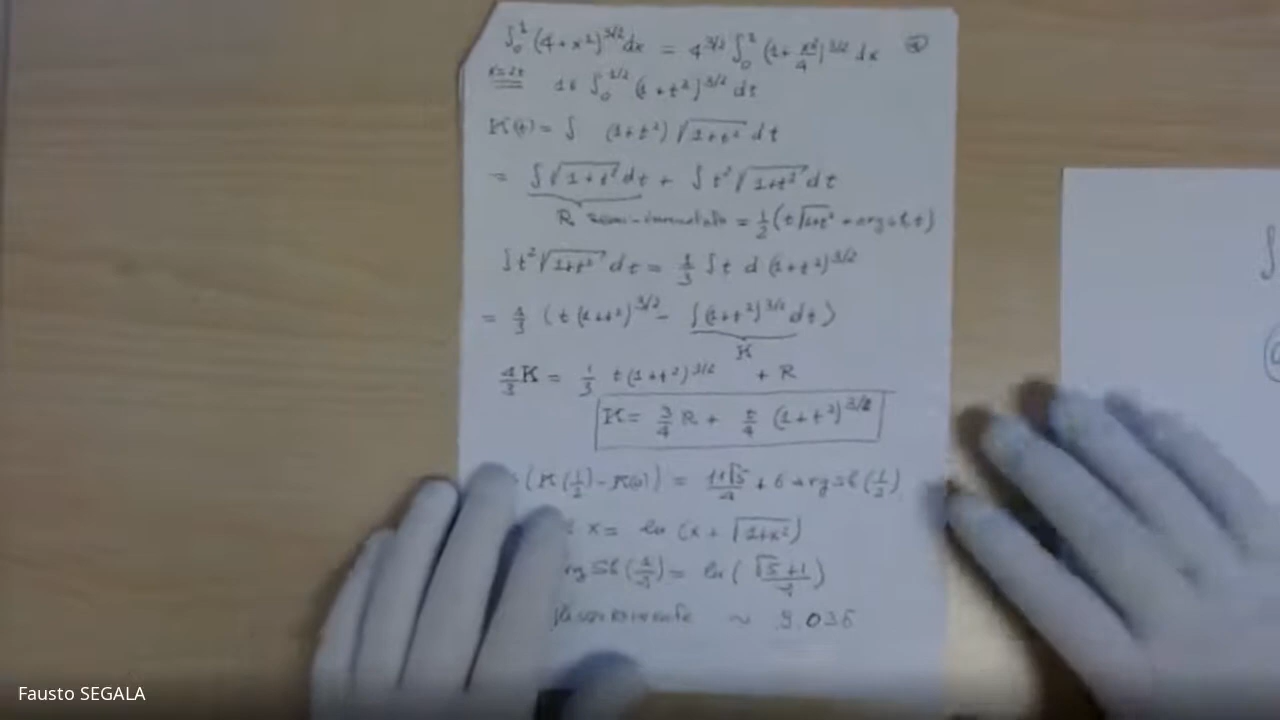 ∫₀¹ (4+x²)^{3/2} dx = 4^{3/2} ∫₀¹ (1+x²/4)^{3/2} dx
x=2t 16 ∫₀^{1/2} (1+t²)^{3/2} dt
K(t) = ∫ (1+t²) √(1+t²) dt
= ∫√(1+t²) dt + ∫ t² √(1+t²) dt
R = 1/2 (t√(1+t²) + argsh t)
∫t² √(1+t²) dt = 1/3 ∫ t d (1+t²)^{3/2}
= 1/3 (t (1+t²)^{3/2} - ∫(1+t²)^{3/2} dt)
K
4/3 K = 1/3 t(1+t²)^{3/2} + R
K = 3/4 R + t/4 (1+t²)^{3/2}
(K(1/2) - K(0)) = 11√5/4 + 6 argsh(1/2)
x = ln (x + √(1+x²))
rgSh(1/2) = ln( (√5+1)/2 )
~ 9.036
∫
Fausto SEGALA